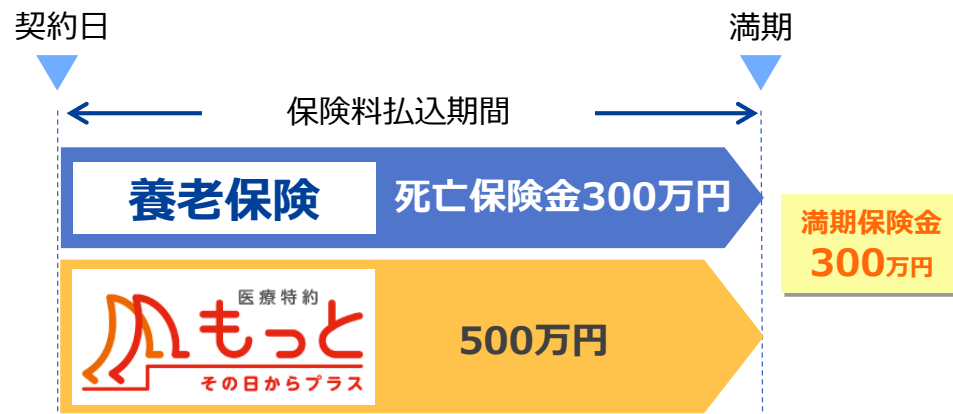 契約日
満期
保険料払込期間
養老保険
死亡保険金300万円
満期保険金
300万円
医療特約
もっと
その日からプラス
500万円